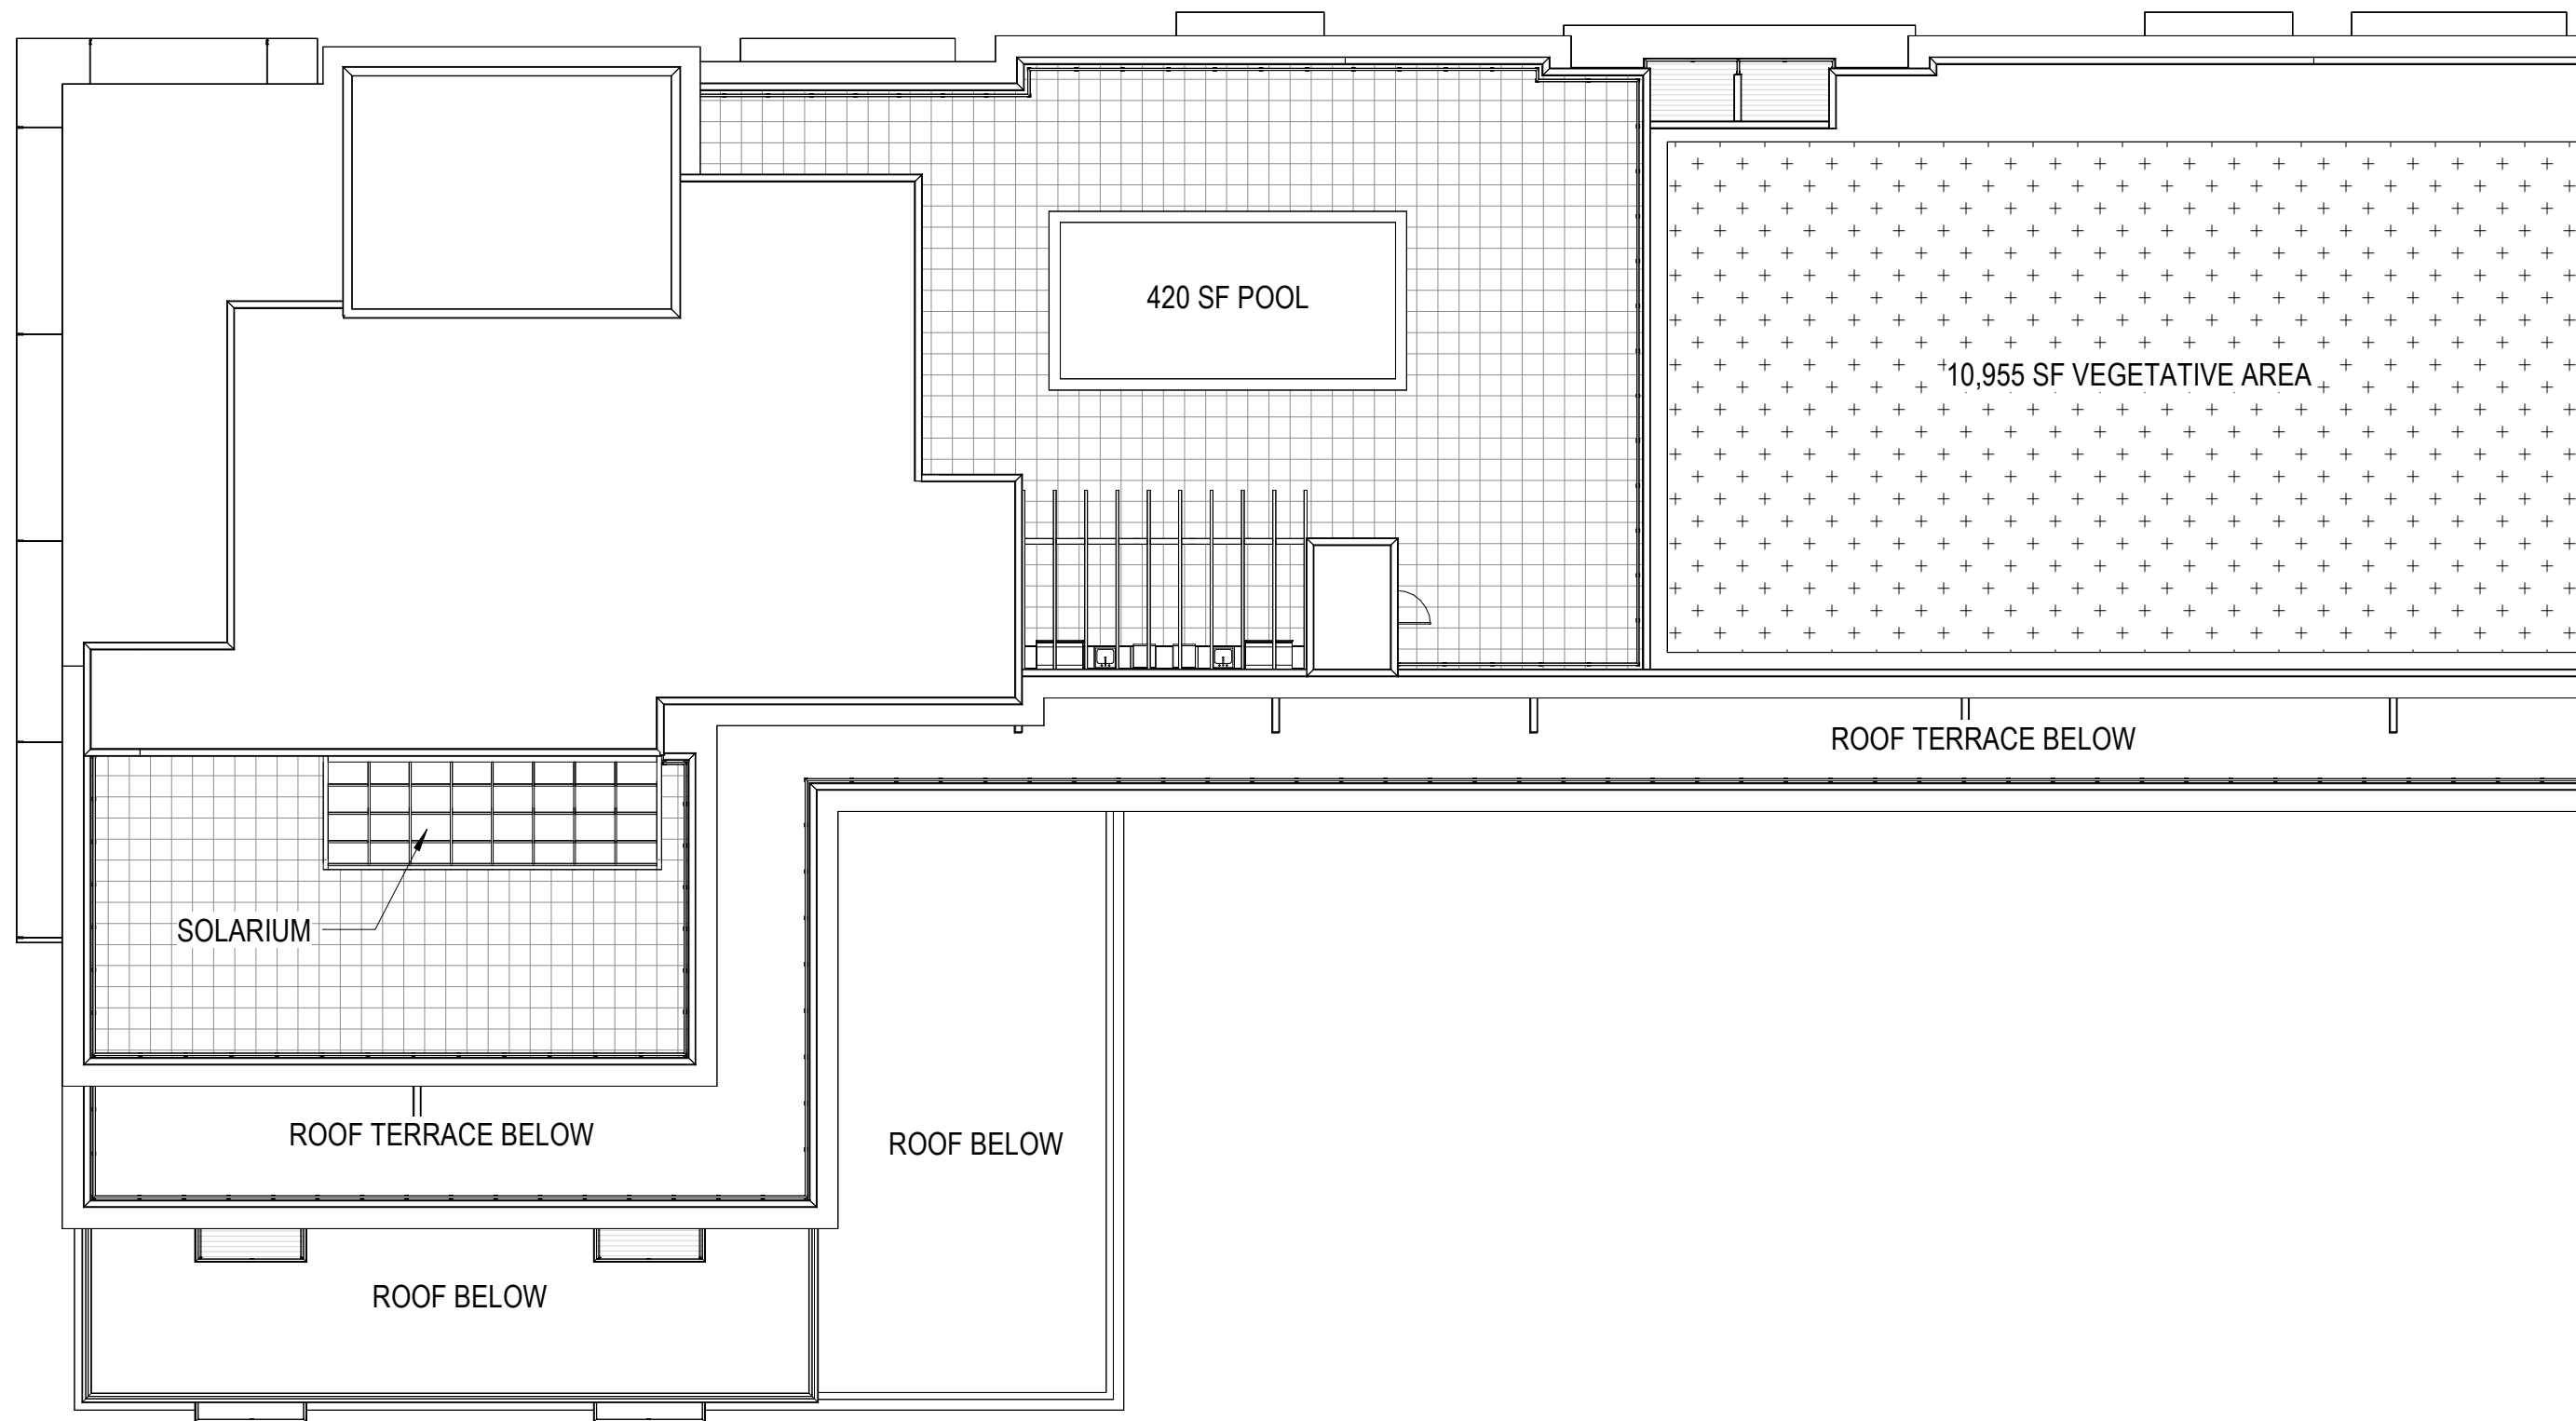 420 SF POOL
10,955 SF VEGETATIVE AREA
ROOF TERRACE BELOW
SOLARIUM
ROOF TERRACE BELOW
ROOF BELOW
ROOF BELOW